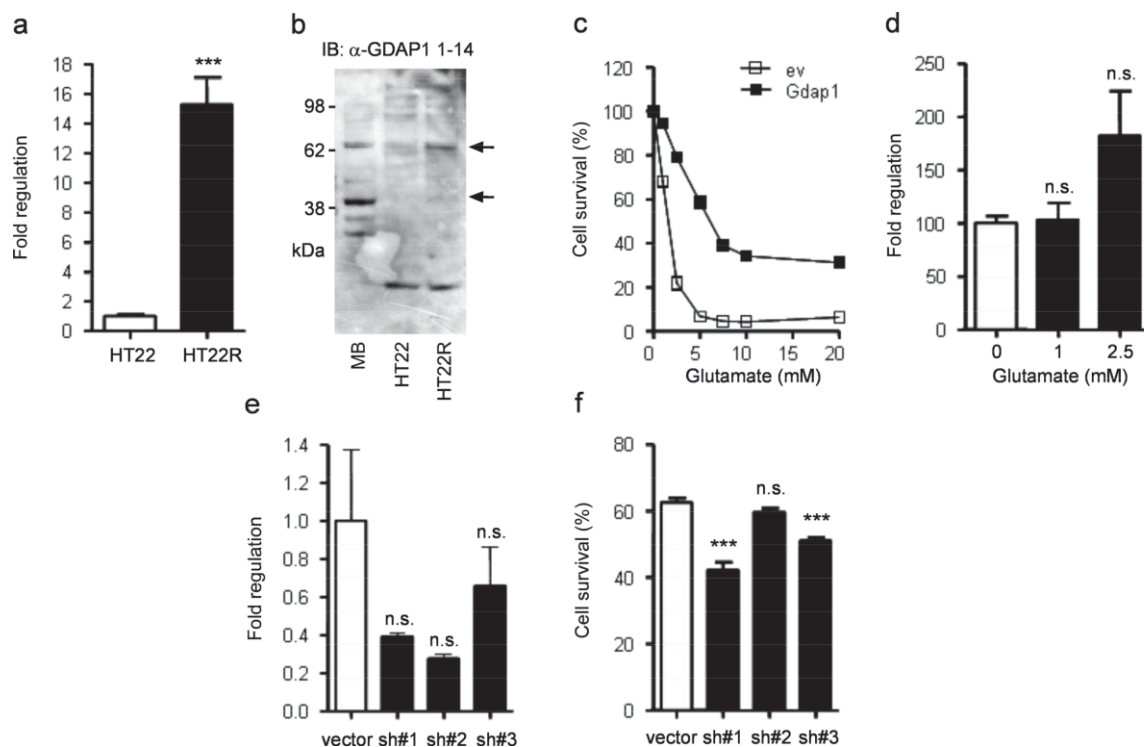 a
Fold regulation
18
16
14
12
10
8
6
4
2
0
***
HT22
HT22R
b
IB: α-GDAP1 1-14
98
62
38
kDa
MB
HT22
HT22R
c
Cell survival (%)
120
100
80
60
40
20
0
ev
Gdap1
0 5 10 15 20
Glutamate (mM)
d
Fold regulation
250
200
150
100
50
0
n.s.
n.s.
0 1 2.5
Glutamate (mM)
e
Fold regulation
1.4
1.2
1.0
0.8
0.6
0.4
0.2
0.0
n.s.
n.s.
n.s.
vector sh#1 sh#2 sh#3
f
Cell survival (%)
80
60
40
20
0
***
n.s.
***
vector sh#1 sh#2 sh#3